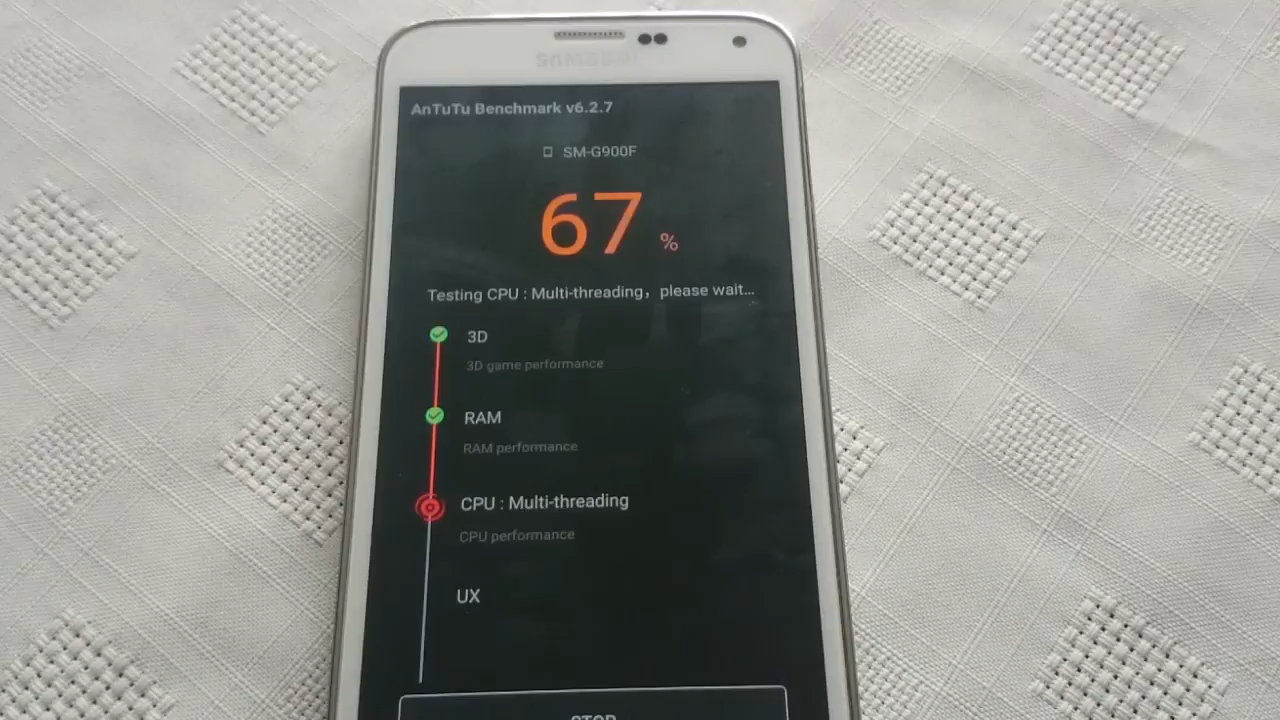 SAMSUNG
AnTuTu Benchmark v6.2.7
SM-G900F
67 %
Testing CPU : Multi-threading, please wait...
3D
3D game performance
RAM
RAM performance
CPU : Multi-threading
CPU performance
UX
STOP